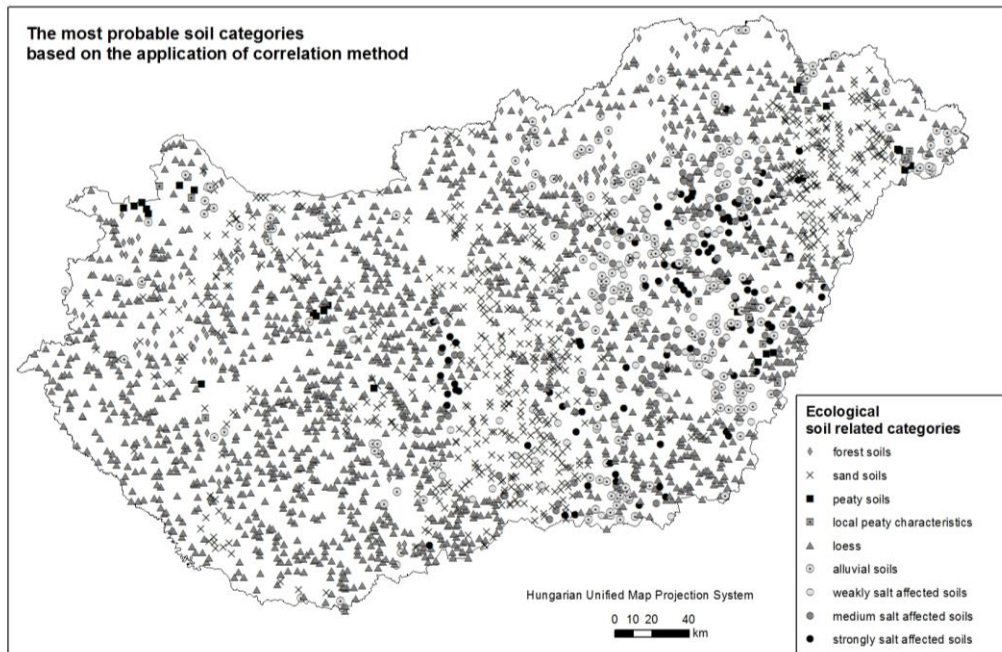 The most probable soil categories
based on the application of correlation method
Ecological
soil related categories
forest soils
sand soils
peaty soils
local peaty characteristics
loess
alluvial soils
weakly salt affected soils
medium salt affected soils
strongly salt affected soils
Hungarian Unified Map Projection System
0 10 20 40
km